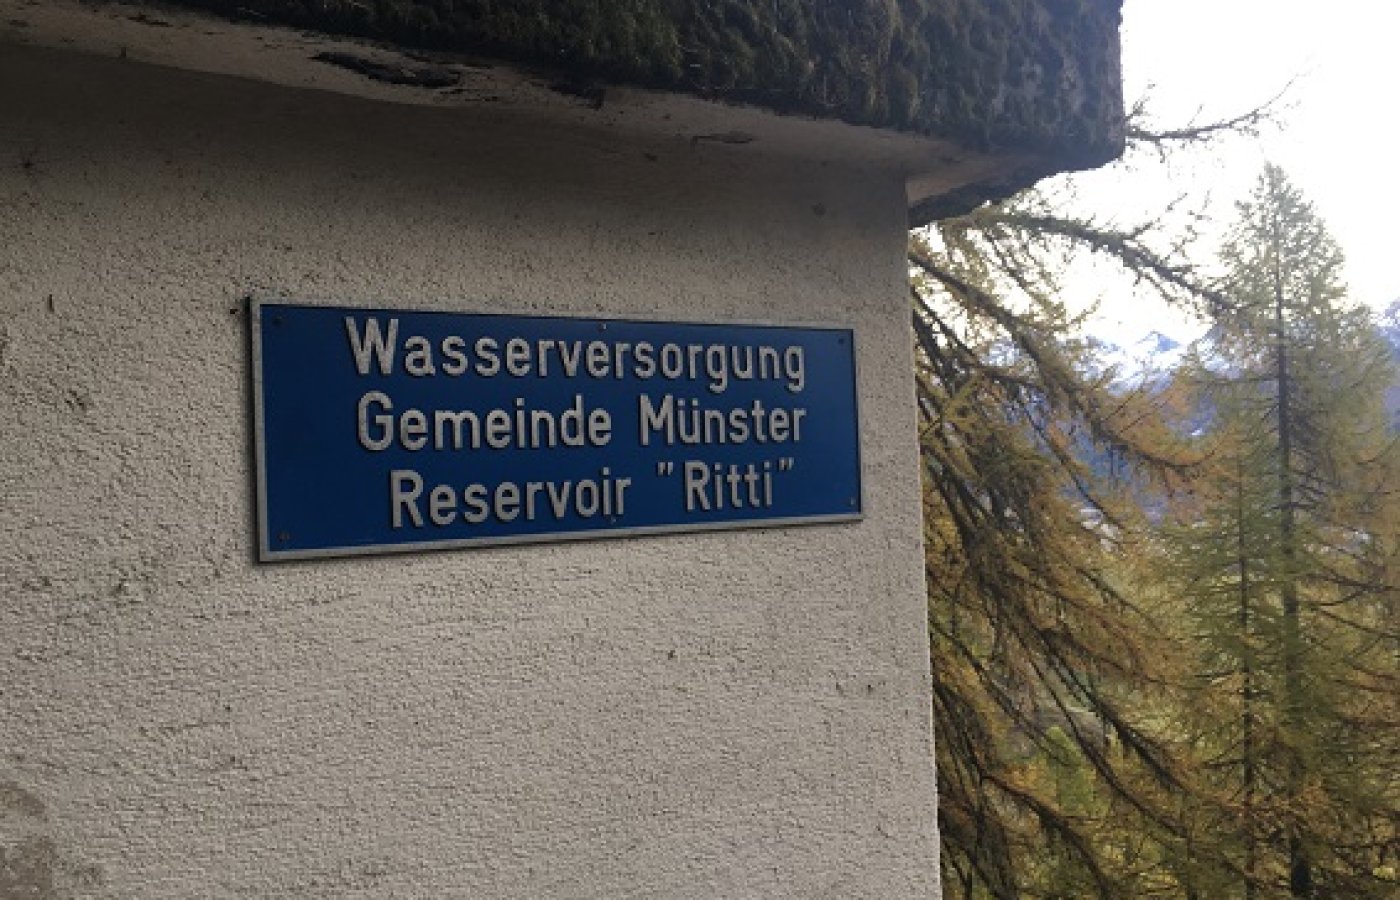 Wasserversorgung
Gemeinde Münster
Reservoir "Ritti"